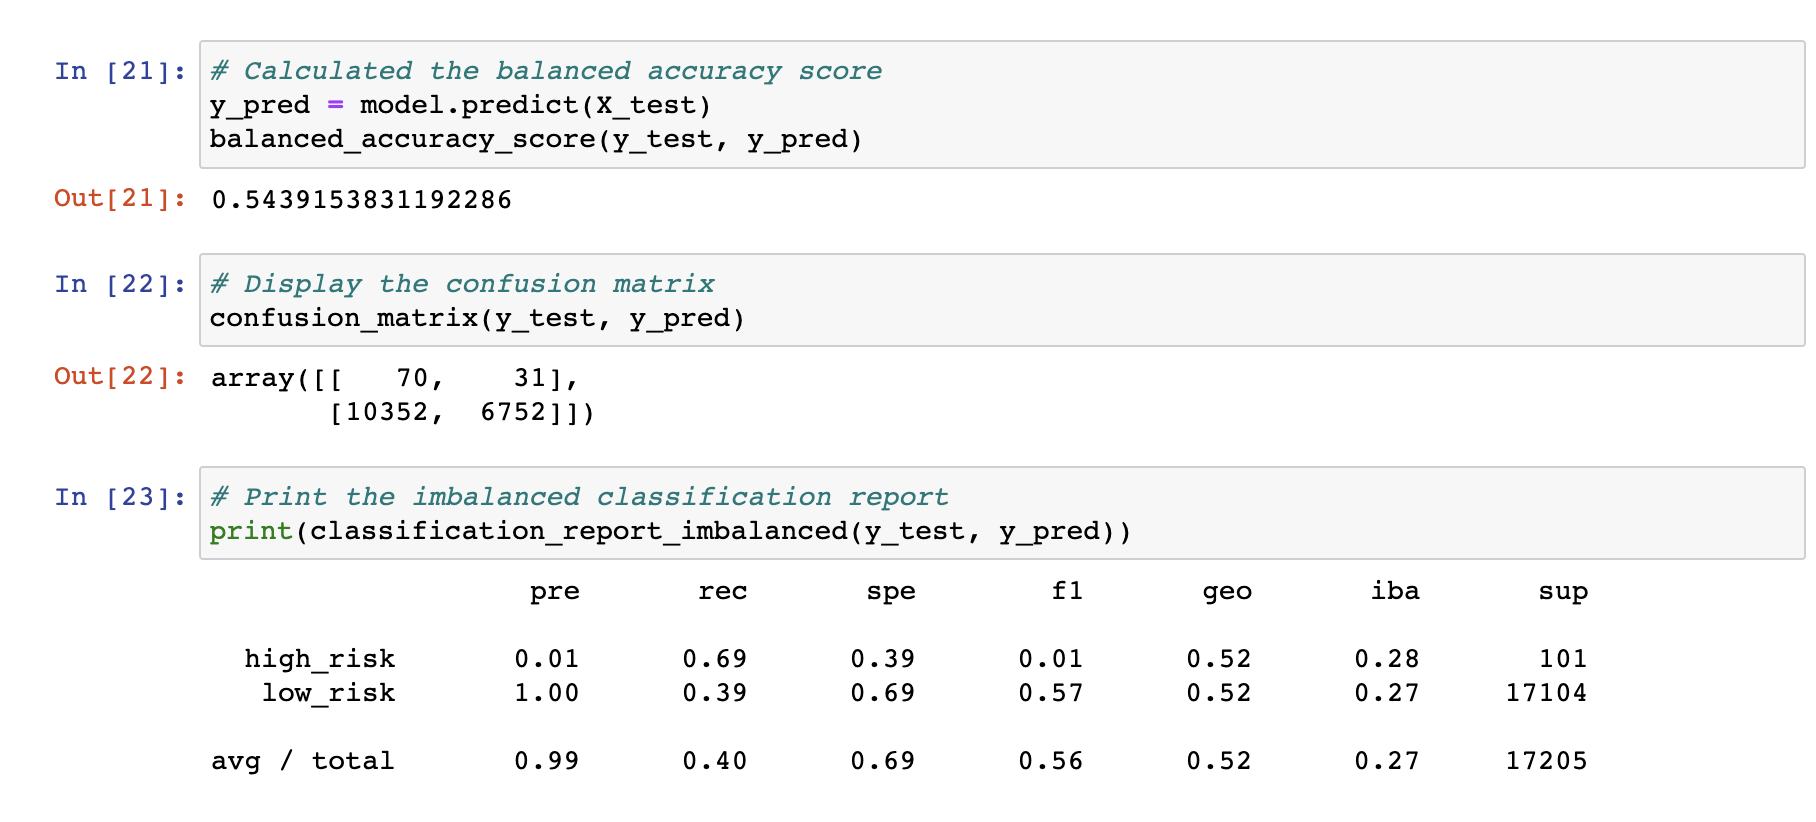 In [21]: # Calculated the balanced accuracy score
y_pred = model.predict(X_test)
balanced_accuracy_score(y_test, y_pred)
Out[21]: 0.5439153831192286
In [22]: # Display the confusion matrix
confusion_matrix(y_test, y_pred)
Out[22]: array([[   70,    31],
       [10352,  6752]])
In [23]: # Print the imbalanced classification report
print(classification_report_imbalanced(y_test, y_pred))
pre rec spe f1 geo iba sup
high_risk 0.01 0.69 0.39 0.01 0.52 0.28 101
low_risk 1.00 0.39 0.69 0.57 0.52 0.27 17104
avg / total 0.99 0.40 0.69 0.56 0.52 0.27 17205